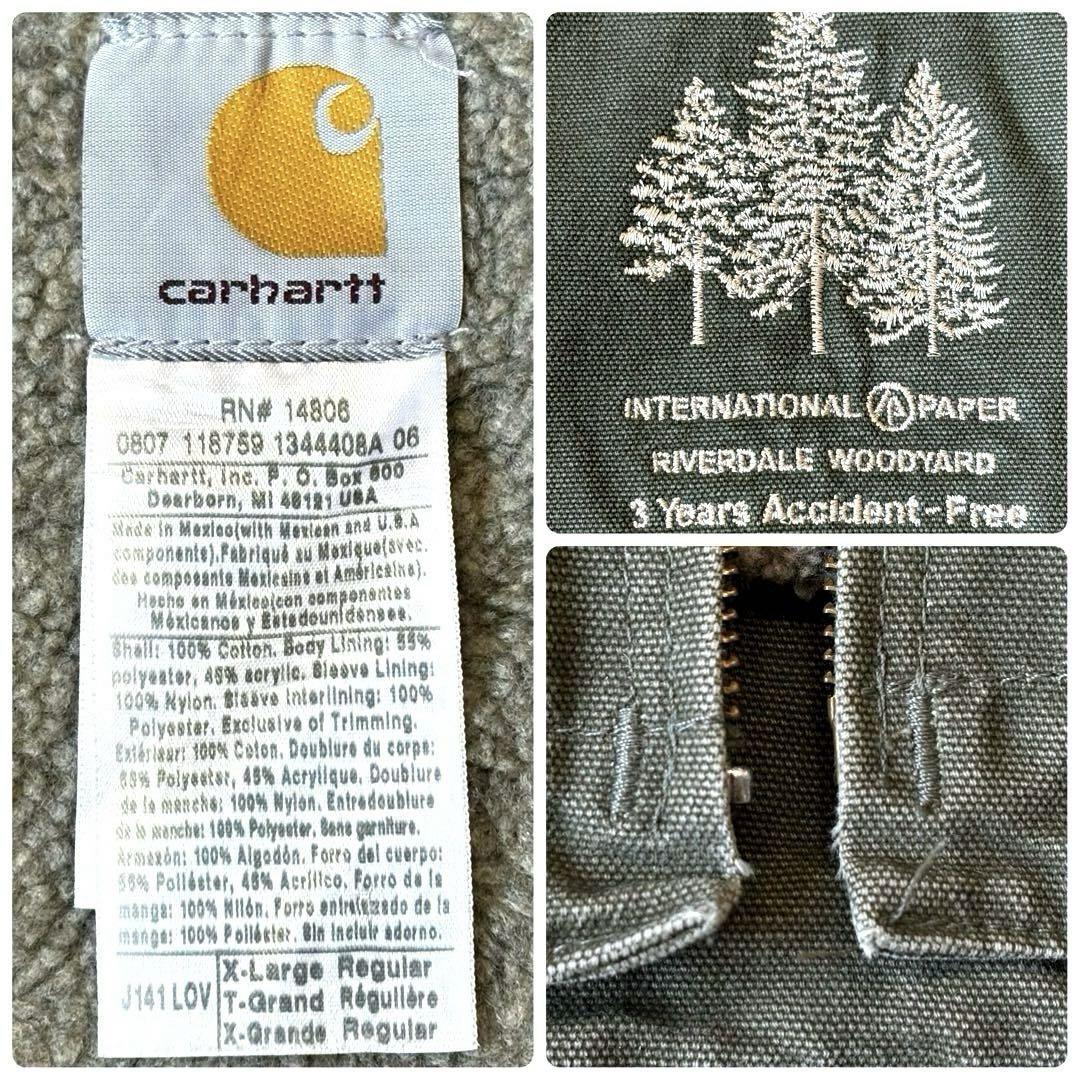 carhartt
RN# 14806
0807 118759 1344408A 06
Carhartt, Inc. P. O. Box 600
Dearborn, MI 48121 USA
Made in Mexico(with Mexican and U.S.A
components).Fabriqué au Mexique(avec.
des composants Mexicains et Américains).
Hecho en México(con componentes
Mexicanos y Estadounidenses.
Shell: 100% Cotton. Body Lining: 55%
polyester, 45% acrylic. Sleeve Lining:
100% Nylon. Sleeve Interlining: 100%
Polyester. Exclusive of Trimming.
Extérieur: 100% Coton. Doublure du corps:
55% Polyester, 45% Acrylique. Doublure
de la manche: 100% Nylon. Entredoublure
de la manche: 100% Polyester. Sans garniture.
Armazón: 100% Algodón. Forro del cuerpo:
55% Poliéster, 45% Acrílico. Forro de la
manga: 100% Nilón. Forro entrelazado de la
manga: 100% Poliéster. Sin incluir adorno.
J141 LOV
X-Large Regular
T-Grand Régulière
X-Grande Regular
INTERNATIONAL PAPER
RIVERDALE WOODYARD
3 Years Accident-Free